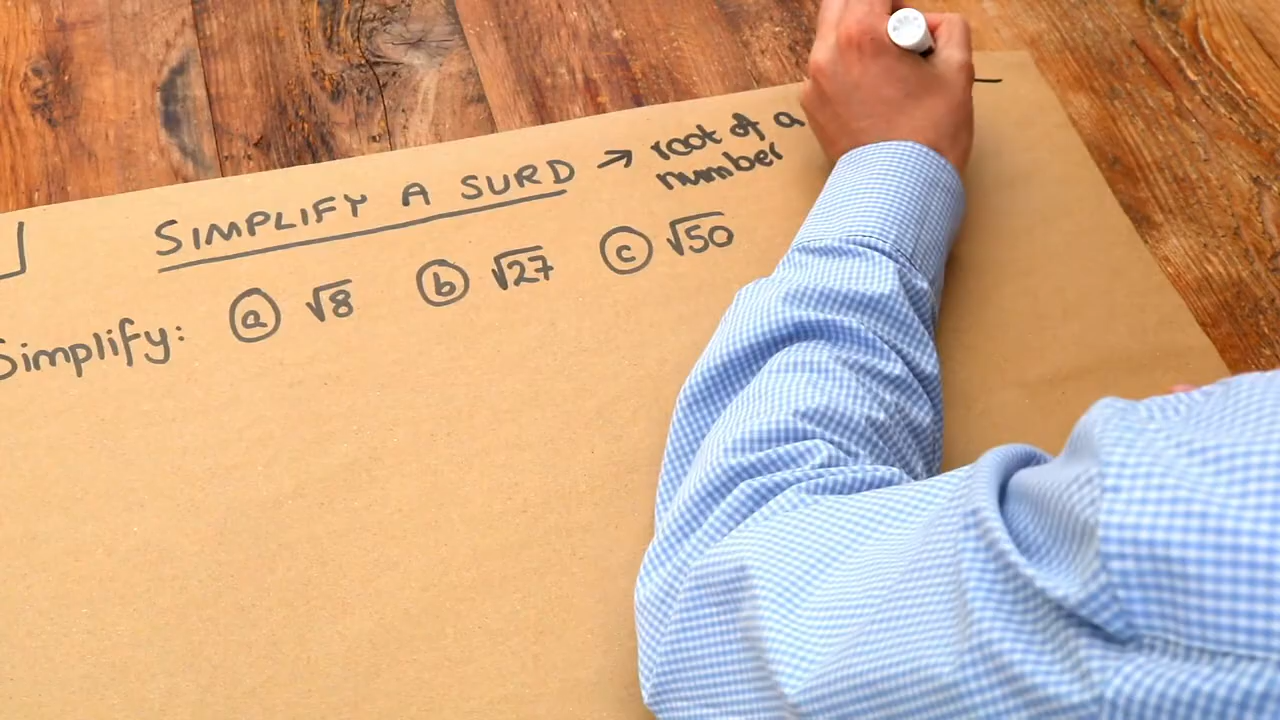 SIMPLIFY A SURD → root of a
number
Simplify: ⓐ √8 ⓑ √27 ⓒ √50